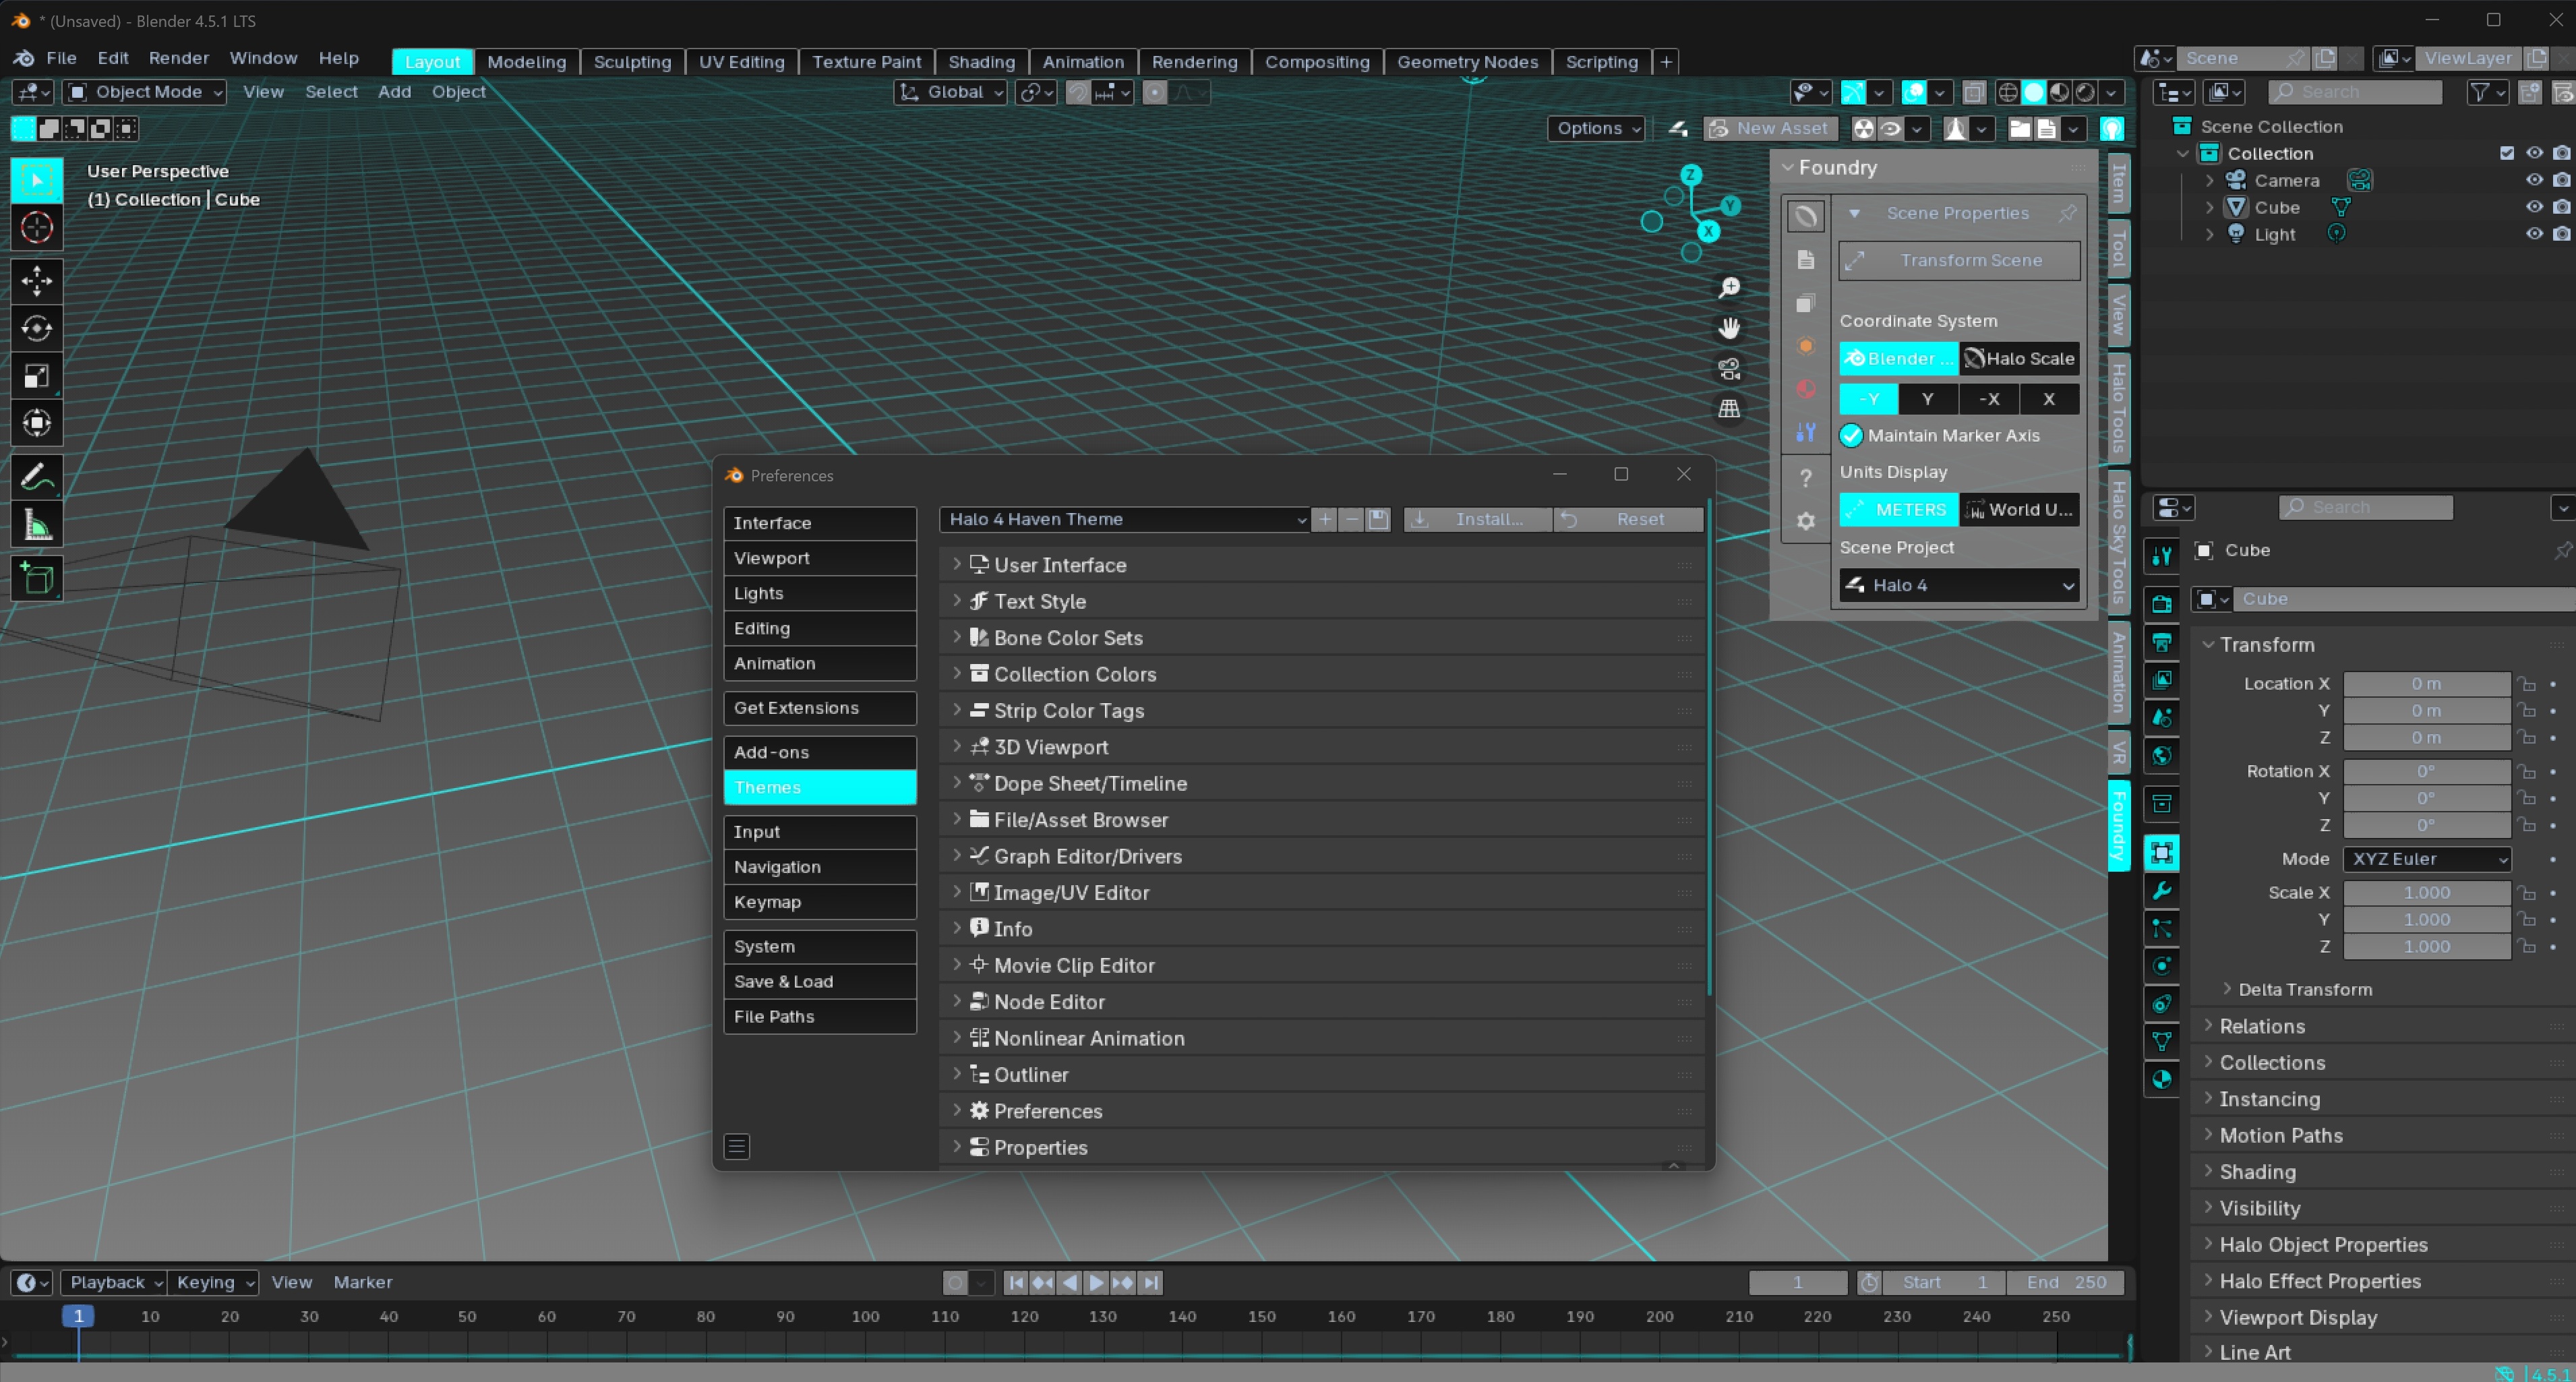 * (Unsaved) - Blender 4.5.1 LTS
File Edit Render Window Help Layout Modeling Sculpting UV Editing Texture Paint Shading Animation Rendering Compositing Geometry Nodes Scripting + Scene ViewLayer
Object Mode View Select Add Object Global Search
Options New Asset
User Perspective
(1) Collection | Cube
Z
Y
X
Foundry
Scene Properties
Transform Scene
Coordinate System
Blender ... Halo Scale
-Y Y -X X
Maintain Marker Axis
Units Display
METERS World U...
Scene Project
Halo 4
Item
Tool
View
Halo Tools
Halo Sky Tools
Animation
VR
Foundry
Scene Collection
Collection
Camera
Cube
Light
Preferences
Interface
Viewport
Lights
Editing
Animation
Get Extensions
Add-ons
Themes
Input
Navigation
Keymap
System
Save & Load
File Paths
Halo 4 Haven Theme Install... Reset
User Interface
Text Style
Bone Color Sets
Collection Colors
Strip Color Tags
3D Viewport
Dope Sheet/Timeline
File/Asset Browser
Graph Editor/Drivers
Image/UV Editor
Info
Movie Clip Editor
Node Editor
Nonlinear Animation
Outliner
Preferences
Properties
Search
Cube
Cube
Transform
Location X 0 m
Y 0 m
Z 0 m
Rotation X 0°
Y 0°
Z 0°
Mode XYZ Euler
Scale X 1.000
Y 1.000
Z 1.000
Delta Transform
Relations
Collections
Instancing
Motion Paths
Shading
Visibility
Halo Object Properties
Halo Effect Properties
Viewport Display
Line Art
Playback Keying View Marker 1 Start 1 End 250
1 10 20 30 40 50 60 70 80 90 100 110 120 130 140 150 160 170 180 190 200 210 220 230 240 250
4.5.1